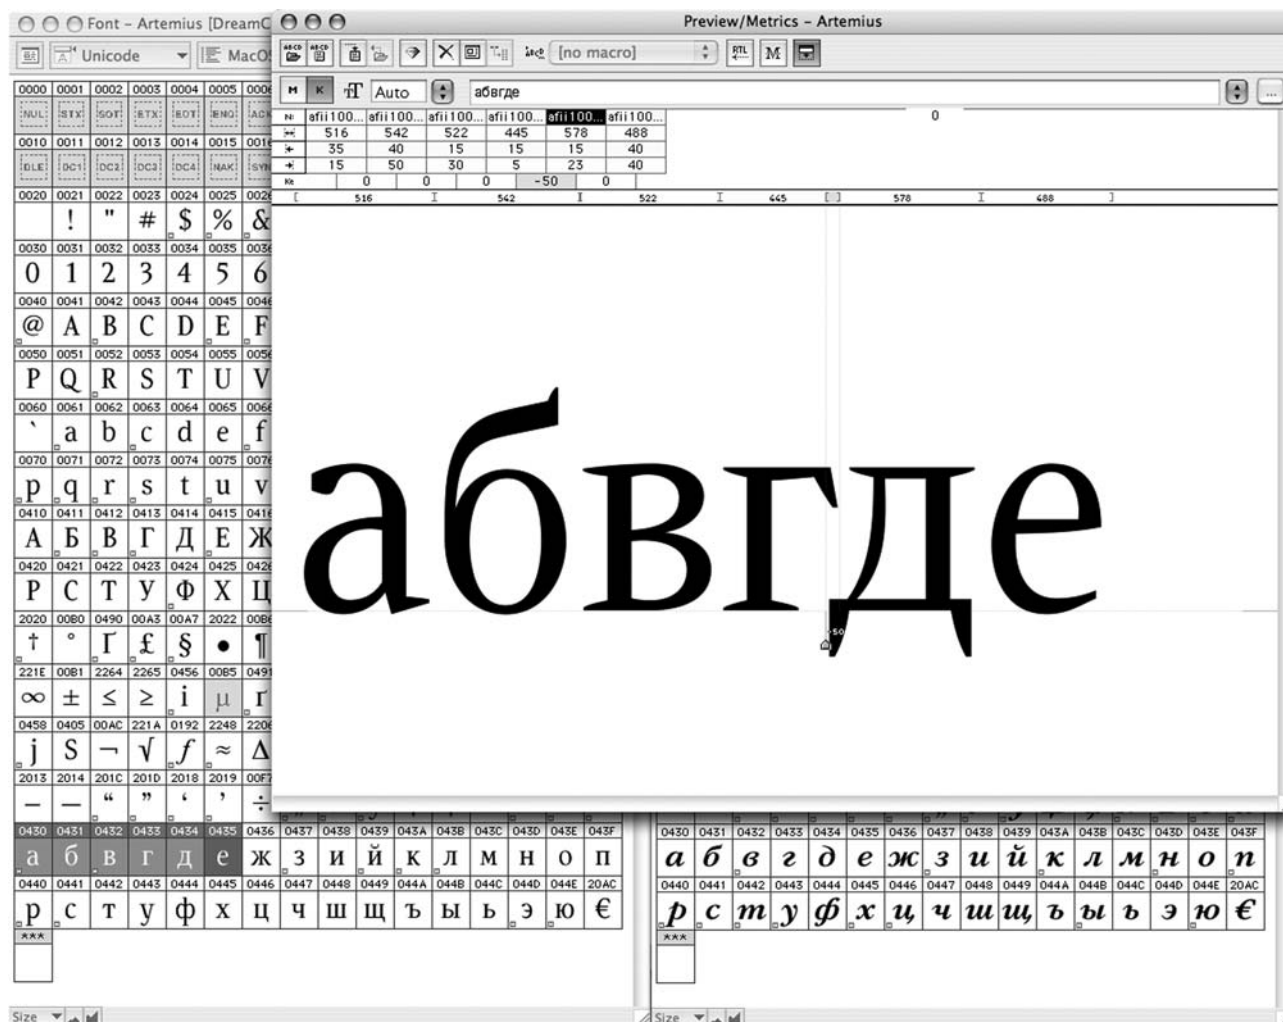 Font – Artemius [DreamC
Preview/Metrics – Artemius
Unicode
MacOS
[no macro]
RTL
M
M K
Auto
абвгде
...
afii100... afii100... afii100... afii100... afii100... afii100...
0
516 542 522 445 578 488
35 40 15 15 15 40
15 50 30 5 23 40
0 0 0 -50 0
516 542 522 445 578 488
абвгде
-50
0000 0001 0002 0003 0004 0005 0006
NUL STX SOT ETX EOT ENQ ACK
0010 0011 0012 0013 0014 0015 0016
DLE DC1 DC2 DC3 DC4 NAK SYN
0020 0021 0022 0023 0024 0025 0026
! " # $ % &
0030 0031 0032 0033 0034 0035 0036
0 1 2 3 4 5 6
0040 0041 0042 0043 0044 0045 0046
@ A B C D E F
0050 0051 0052 0053 0054 0055 0056
P Q R S T U V
0060 0061 0062 0063 0064 0065 0066
` a b c d e f
0070 0071 0072 0073 0074 0075 0076
p q r s t u v
0410 0411 0412 0413 0414 0415 0416
А Б В Г Д Е Ж
0420 0421 0422 0423 0424 0425 0426
Р С Т У Ф Х Ц
2020 00B0 0490 00A3 00A7 2022 00B6
† ° Ґ £ § • ¶
221E 00B1 2264 2265 0456 00B5 0491
∞ ± ≤ ≥ і µ ґ
0458 0405 00AC 221A 0192 2248 2206
ј Ѕ ¬ √ ƒ ≈ ∆
2013 2014 201C 201D 2018 2019 00F7
– — “ ” ‘ ’ ÷
0430 0431 0432 0433 0434 0435 0436 0437 0438 0439 043A 043B 043C 043D 043E 043F
а б в г д е ж з и й к л м н о п
0440 0441 0442 0443 0444 0445 0446 0447 0448 0449 044A 044B 044C 044D 044E 20AC
р с т у ф х ц ч ш щ ъ ы ь э ю €
***
Size
0430 0431 0432 0433 0434 0435 0436 0437 0438 0439 043A 043B 043C 043D 043E 043F
а б в г д е ж з и й к л м н о п
0440 0441 0442 0443 0444 0445 0446 0447 0448 0449 044A 044B 044C 044D 044E 20AC
р с т у ф х ц ч ш щ ъ ы ь э ю €
***
Size